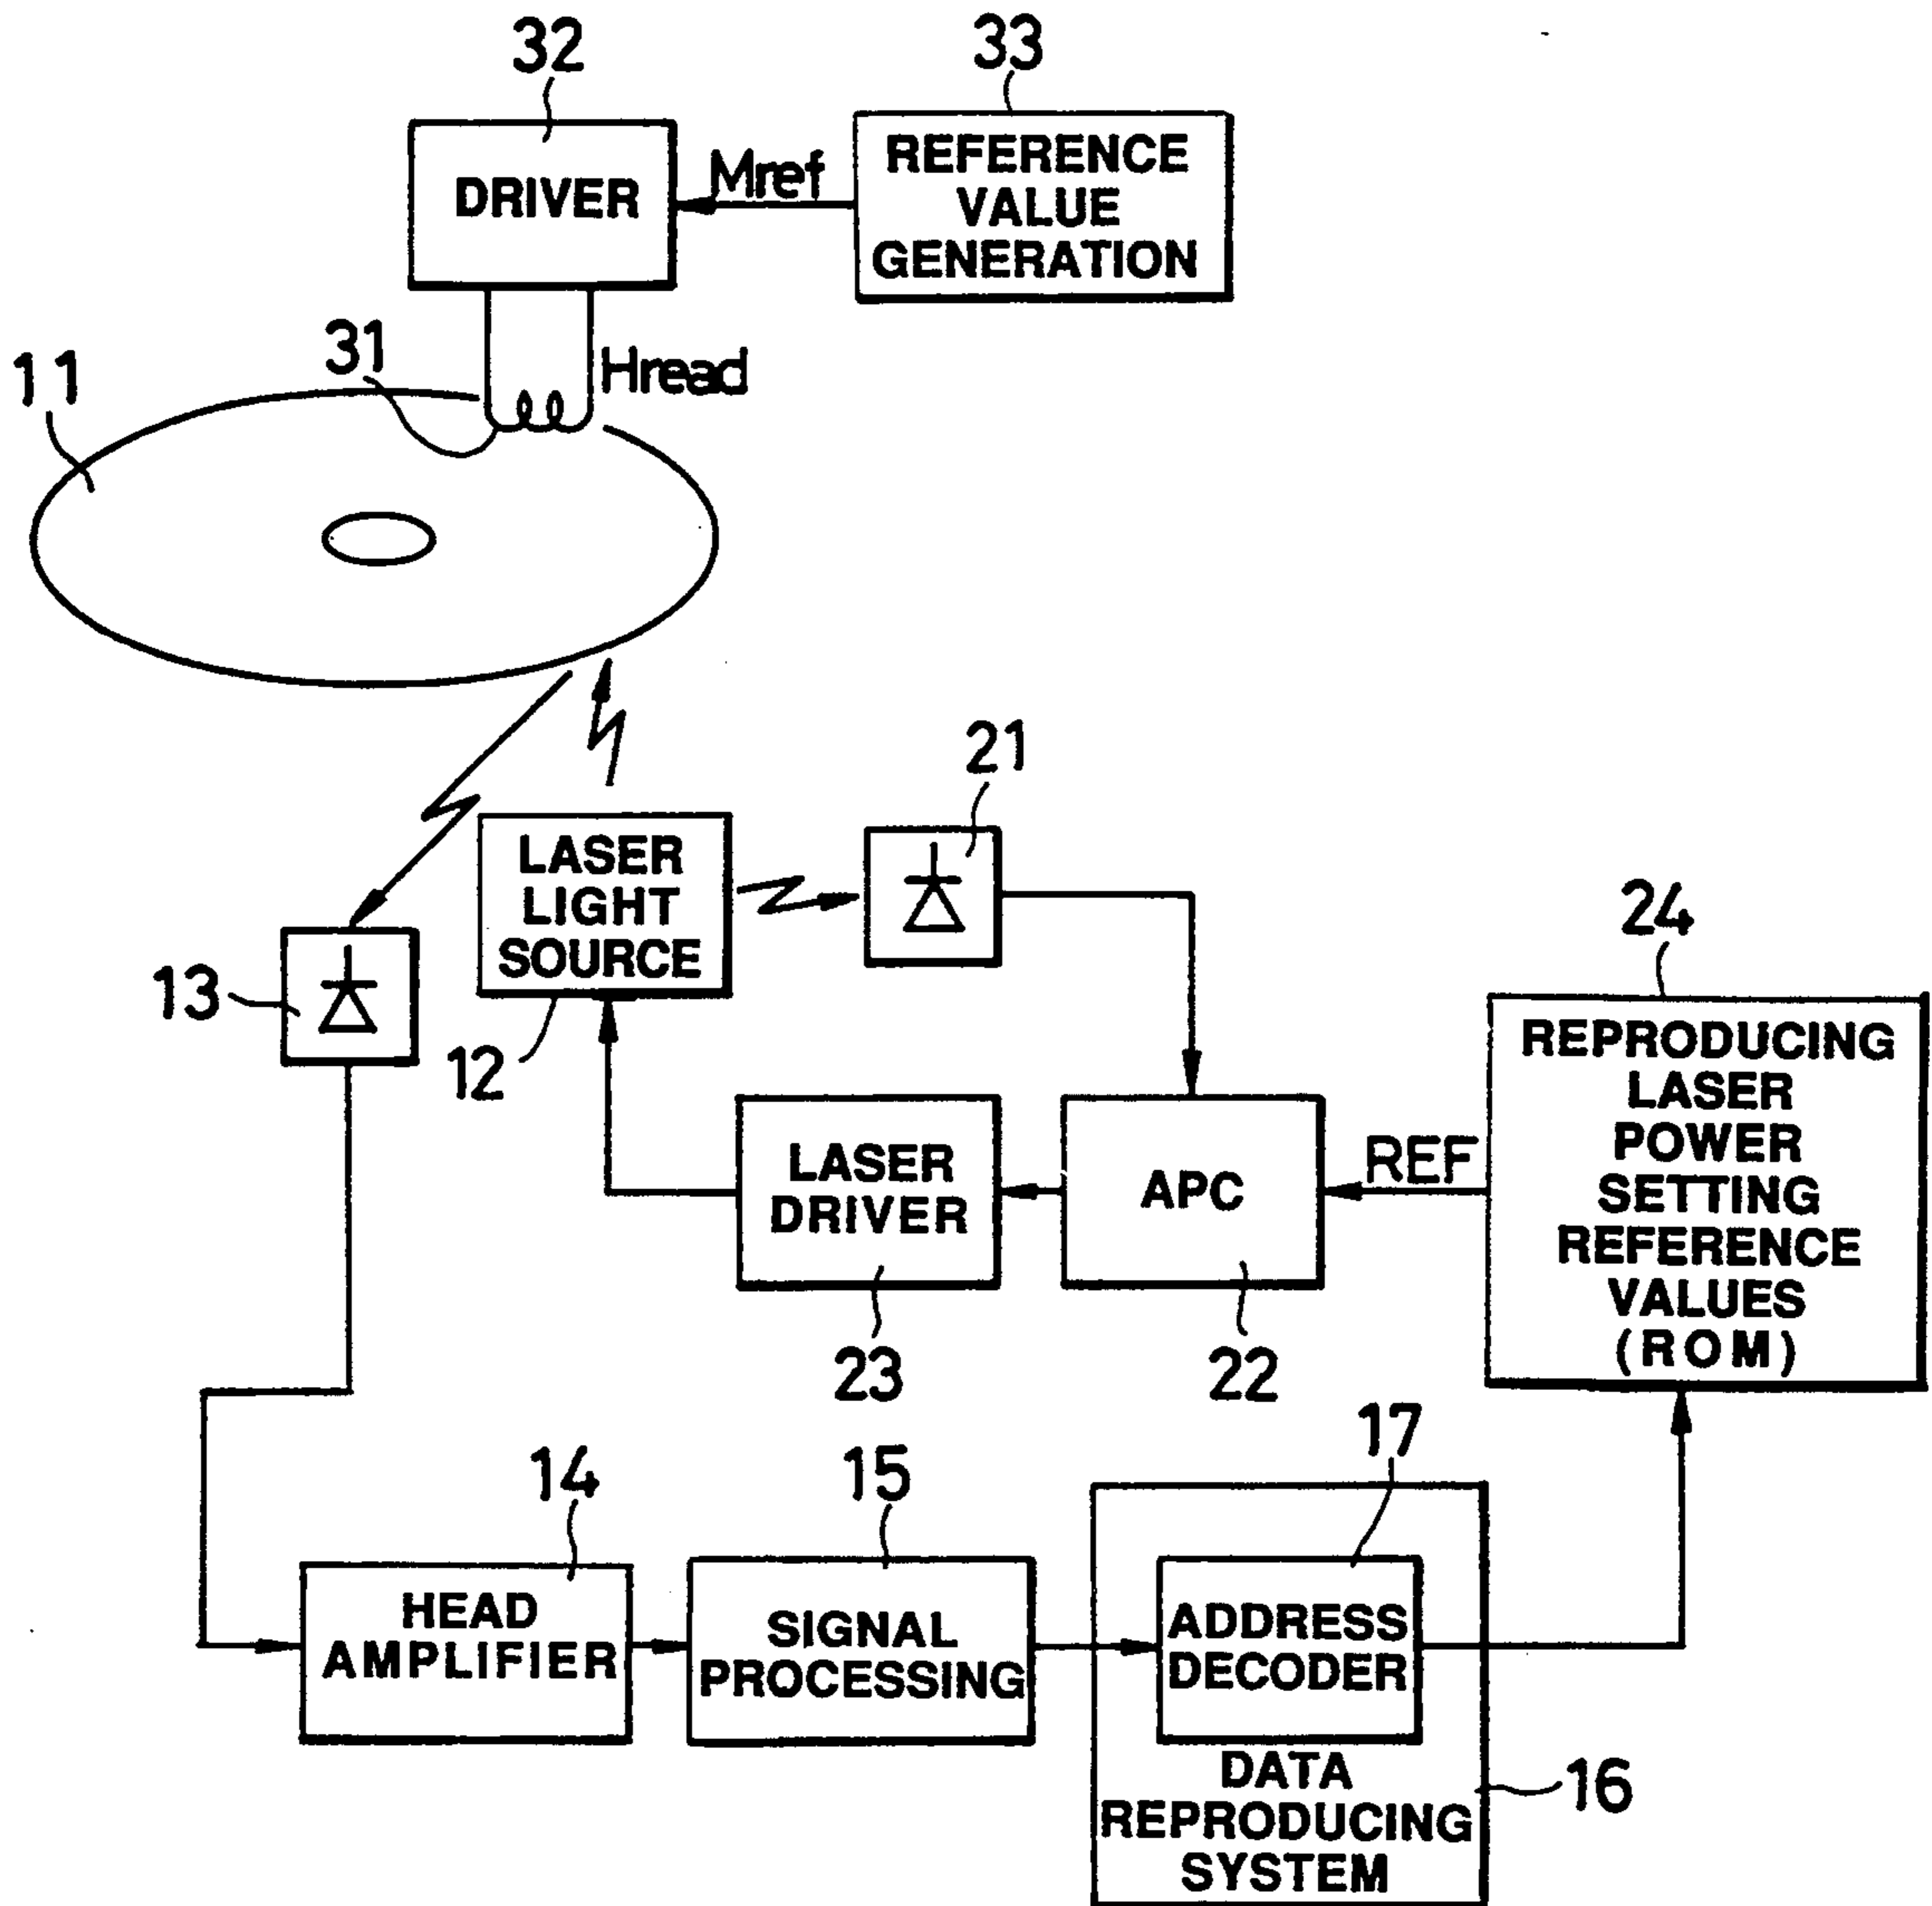 32
33
DRIVER
Mref
REFERENCE
VALUE
GENERATION
31
Hread
11
21
LASER
LIGHT
SOURCE
24
13
12
REPRODUCING
LASER
POWER
SETTING
REFERENCE
VALUES
(ROM)
LASER
DRIVER
APC
REF
23
22
17
14
15
HEAD
AMPLIFIER
SIGNAL
PROCESSING
ADDRESS
DECODER
DATA
REPRODUCING
SYSTEM
16